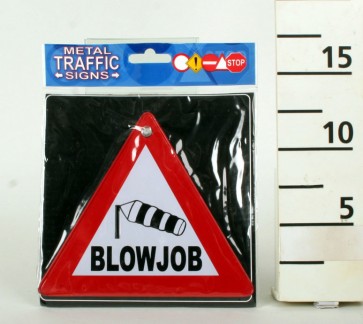 METAL
TRAFFIC
SIGNS
STOP
BLOWJOB
15
10
5